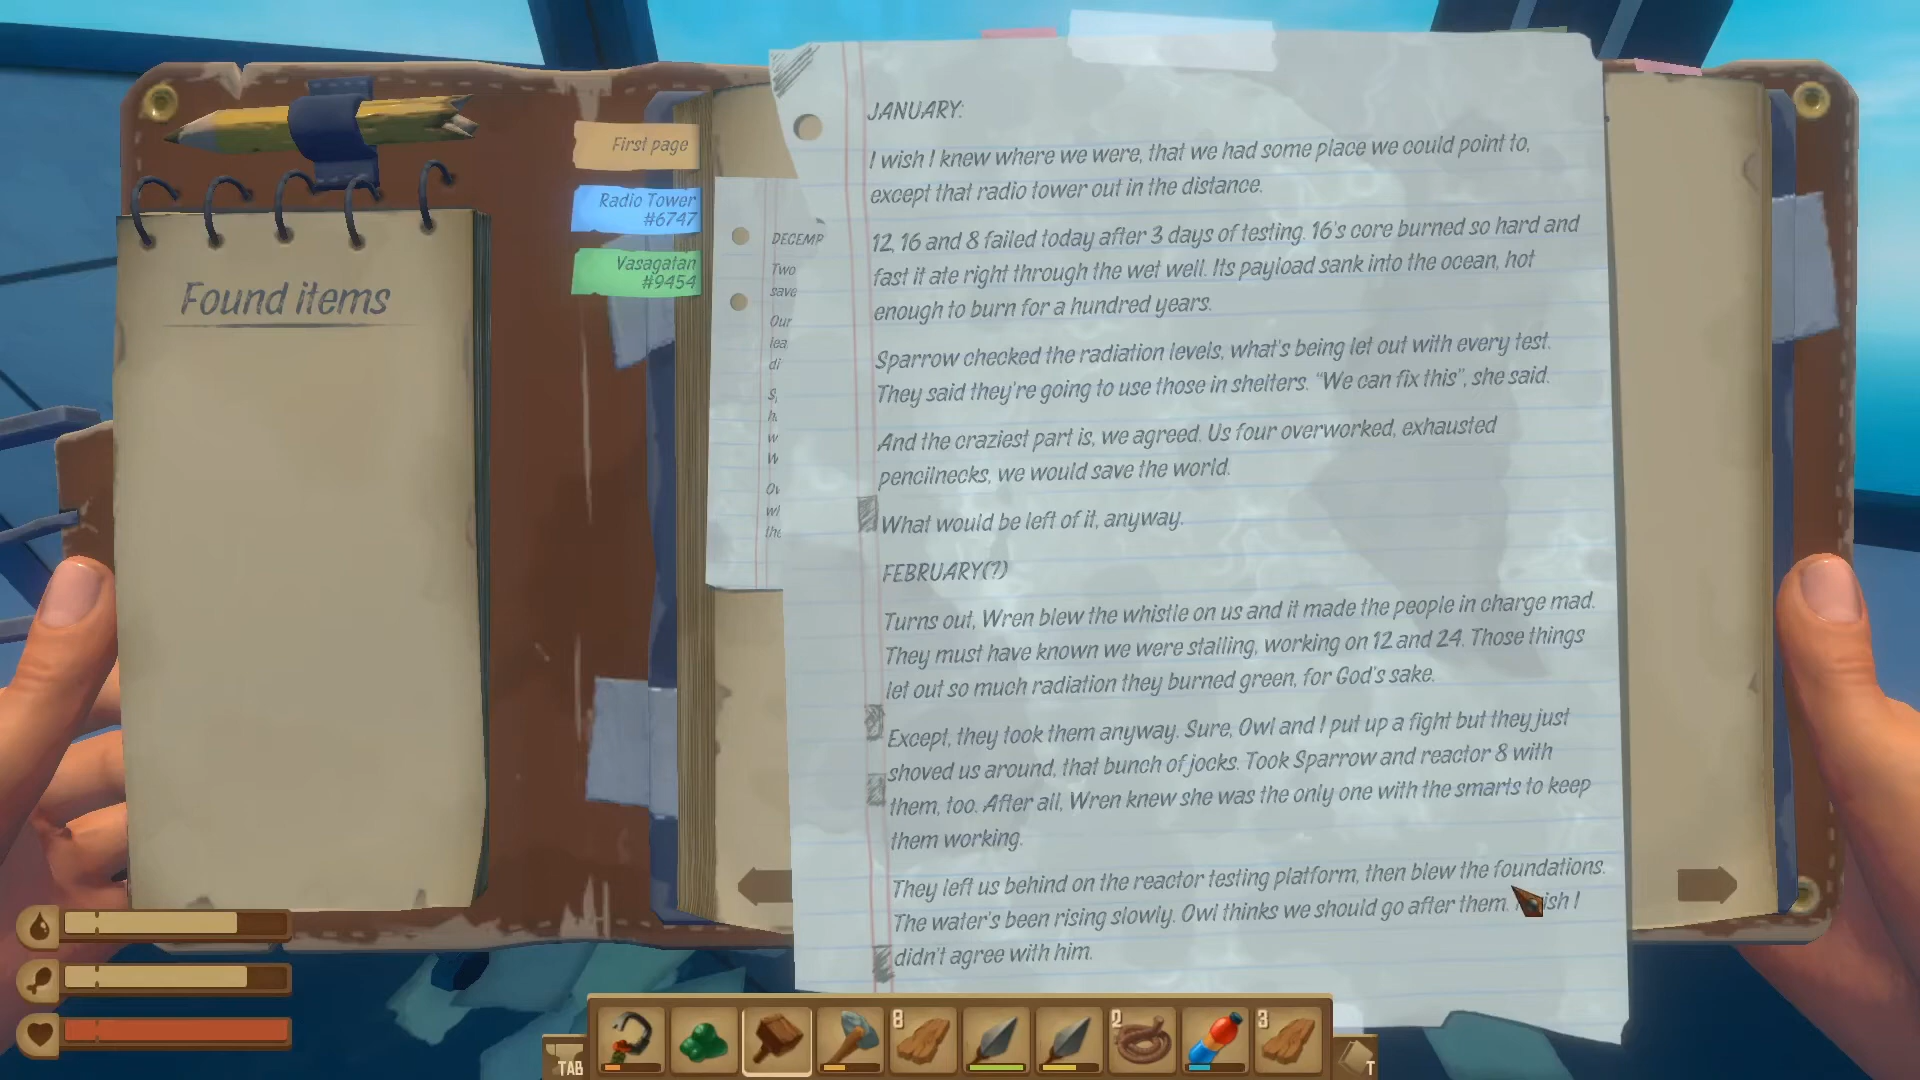 Found items
First page
Radio Tower
#6747
Vasagatan
#9454
DECEMP
Two
save
Our
lea
di
S,
h.
w
W
Ov
wl
the
JANUARY:
I wish I knew where we were, that we had some place we could point to,
except that radio tower out in the distance.
12, 16 and 8 failed today after 3 days of testing. 16's core burned so hard and
fast it ate right through the wet well. Its payload sank into the ocean, hot
enough to burn for a hundred years.
Sparrow checked the radiation levels, what's being let out with every test.
They said they're going to use those in shelters. "We can fix this", she said.
And the craziest part is, we agreed. Us four overworked, exhausted
pencilnecks, we would save the world.
What would be left of it, anyway.
FEBRUARY(?)
Turns out, Wren blew the whistle on us and it made the people in charge mad.
They must have known we were stalling, working on 12 and 24. Those things
let out so much radiation they burned green, for God's sake.
Except, they took them anyway. Sure, Owl and I put up a fight but they just
shoved us around, that bunch of jocks. Took Sparrow and reactor 8 with
them, too. After all, Wren knew she was the only one with the smarts to keep
them working.
They left us behind on the reactor testing platform, then blew the foundations.
The water's been rising slowly. Owl thinks we should go after them. ish I
didn't agree with him.
TAB
8
2
3
T